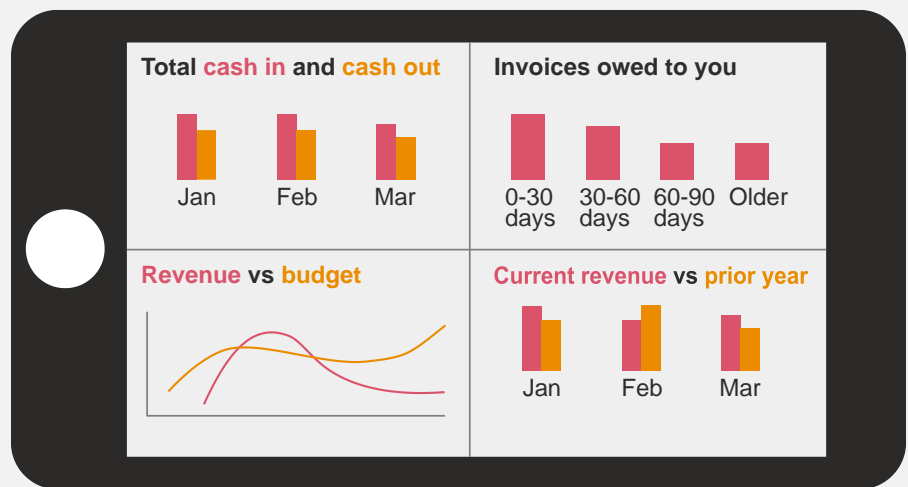 Total cash in and cash out
Jan
Feb
Mar
Invoices owed to you
0-30
days
30-60
days
60-90
days
Older
Revenue vs budget
Current revenue vs prior year
Jan
Feb
Mar